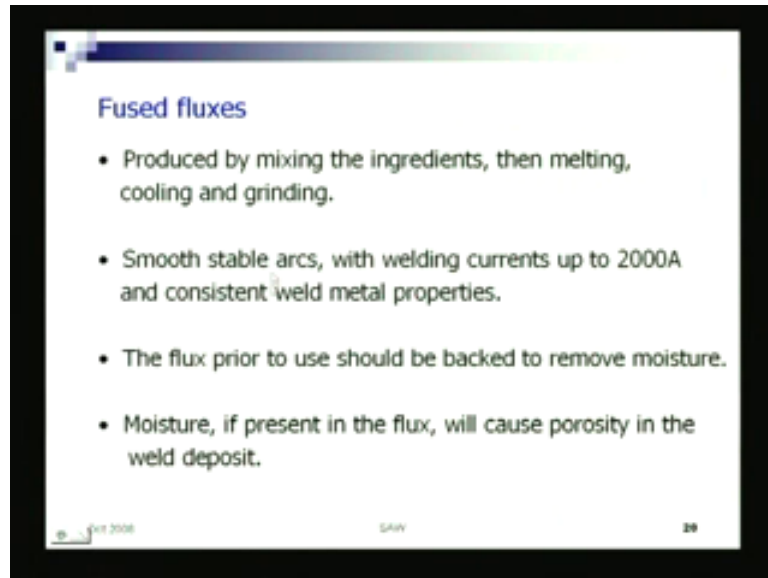 Fused fluxes
• Produced by mixing the ingredients, then melting,
cooling and grinding.
• Smooth stable arcs, with welding currents up to 2000A
and consistent weld metal properties.
• The flux prior to use should be backed to remove moisture.
• Moisture, if present in the flux, will cause porosity in the
weld deposit.
Oct 2006 SAW 20